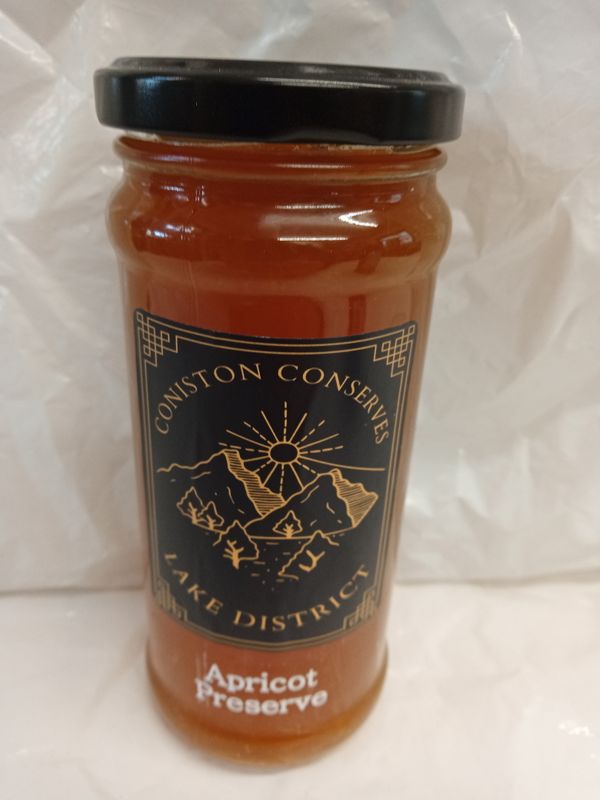 CONISTON CONSERVES
LAKE DISTRICT
Apricot
Preserve